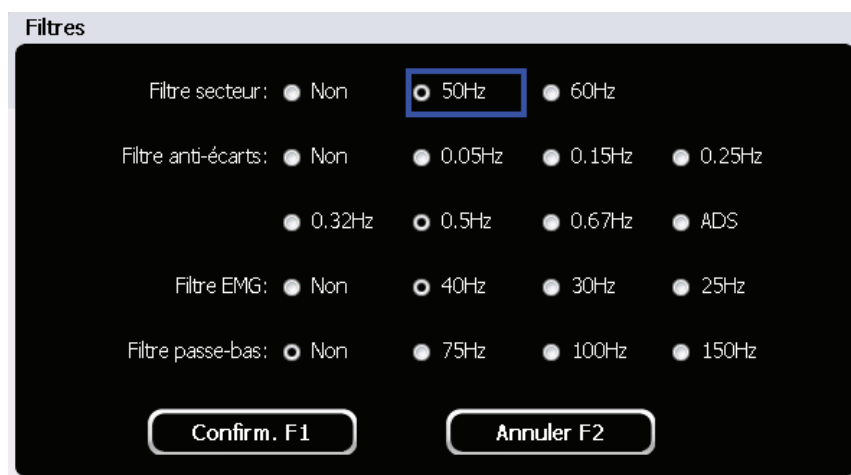 Filtres
Filtre secteur: Non 50Hz 60Hz
Filtre anti-écarts: Non 0.05Hz 0.15Hz 0.25Hz
0.32Hz 0.5Hz 0.67Hz ADS
Filtre EMG: Non 40Hz 30Hz 25Hz
Filtre passe-bas: Non 75Hz 100Hz 150Hz
Confirm. F1 Annuler F2